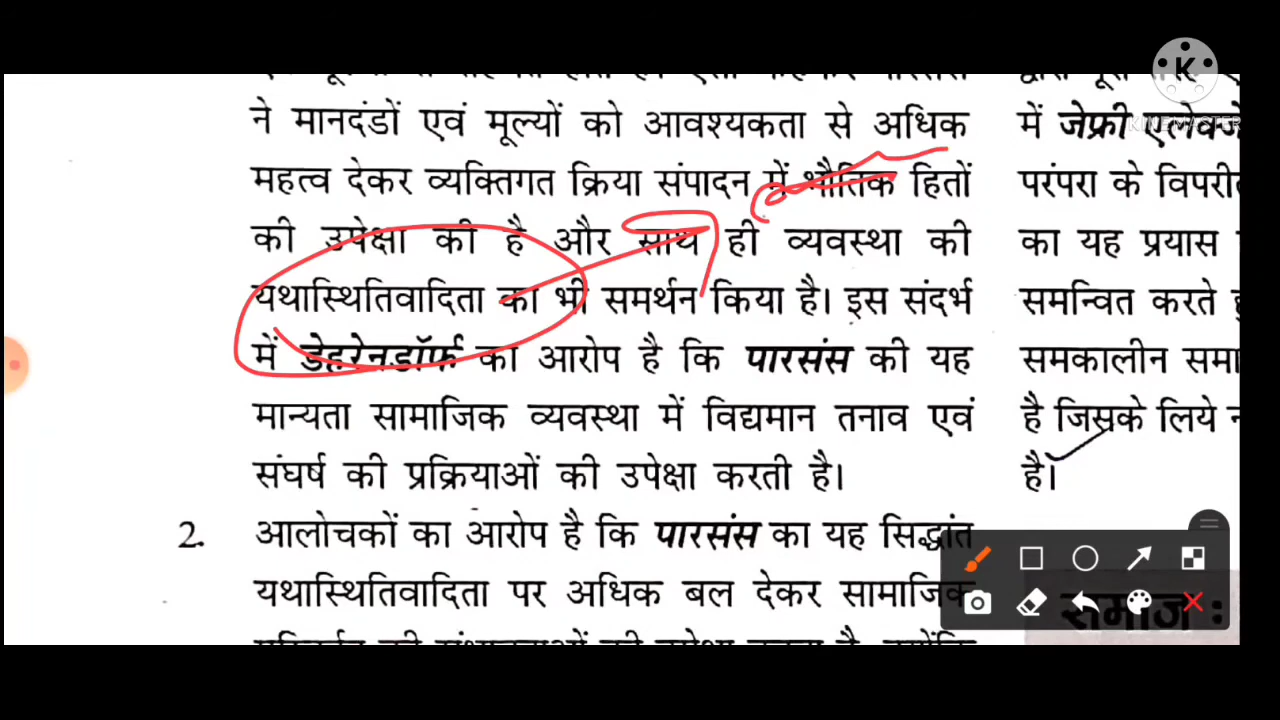 ने मानदंडों एवं मूल्यों को आवश्यकता से अधिक
महत्व देकर व्यक्तिगत क्रिया संपादन में भौतिक हितों
की उपेक्षा की है और साथ ही व्यवस्था की
यथास्थितिवादिता का भी समर्थन किया है। इस संदर्भ
में डेहरेनडॉर्फ का आरोप है कि पारसंस की यह
मान्यता सामाजिक व्यवस्था में विद्यमान तनाव एवं
संघर्ष की प्रक्रियाओं की उपेक्षा करती है।
2. आलोचकों का आरोप है कि पारसंस का यह सिद्धांत
यथास्थितिवादिता पर अधिक बल देकर सामाजिक
में जेफ्री
परंपरा के
का यह प्रयास
समन्वित करते
समकालीन
है जिसके लिये
है।
समाज :
K
KINEMASTER